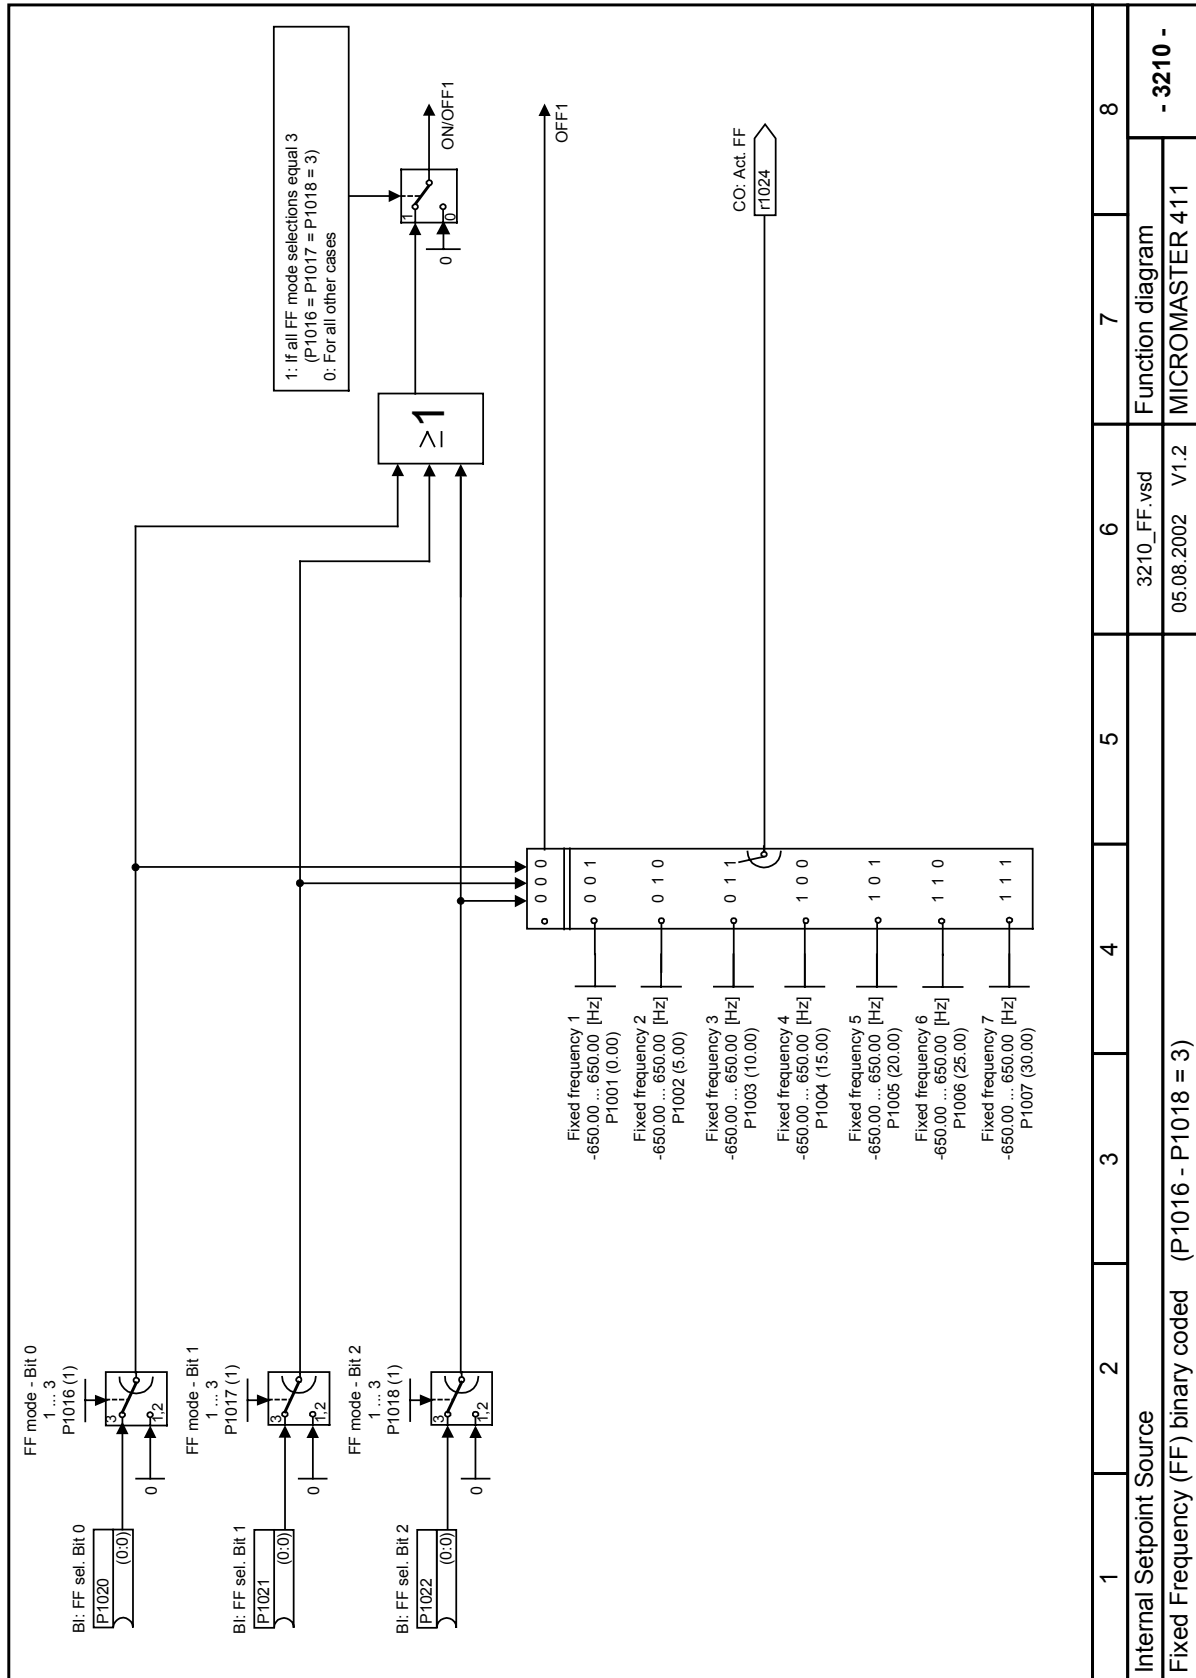 FF mode - Bit 0
1 ... 3
P1016 (1)
BI: FF sel. Bit 0
P1020
(0:0)
3
1,2
0
FF mode - Bit 1
1 ... 3
P1017 (1)
BI: FF sel. Bit 1
P1021
(0:0)
3
1,2
0
FF mode - Bit 2
1 ... 3
P1018 (1)
BI: FF sel. Bit 2
P1022
(0:0)
3
1,2
0
1: If all FF mode selections equal 3
(P1016 = P1017 = P1018 = 3)
0: For all other cases
≥1
1
0
0
ON/OFF1
OFF1
0 0 0
0 0 1
0 1 0
0 1 1
1 0 0
1 0 1
1 1 0
1 1 1
Fixed frequency 1
-650.00 ... 650.00 [Hz]
P1001 (0.00)
Fixed frequency 2
-650.00 ... 650.00 [Hz]
P1002 (5.00)
Fixed frequency 3
-650.00 ... 650.00 [Hz]
P1003 (10.00)
Fixed frequency 4
-650.00 ... 650.00 [Hz]
P1004 (15.00)
Fixed frequency 5
-650.00 ... 650.00 [Hz]
P1005 (20.00)
Fixed frequency 6
-650.00 ... 650.00 [Hz]
P1006 (25.00)
Fixed frequency 7
-650.00 ... 650.00 [Hz]
P1007 (30.00)
CO: Act. FF
r1024
1 2 3 4 5 6 7 8
Internal Setpoint Source
3210_FF.vsd
Function diagram
- 3210 -
Fixed Frequency (FF) binary coded (P1016 - P1018 = 3)
05.08.2002 V1.2
MICROMASTER 411